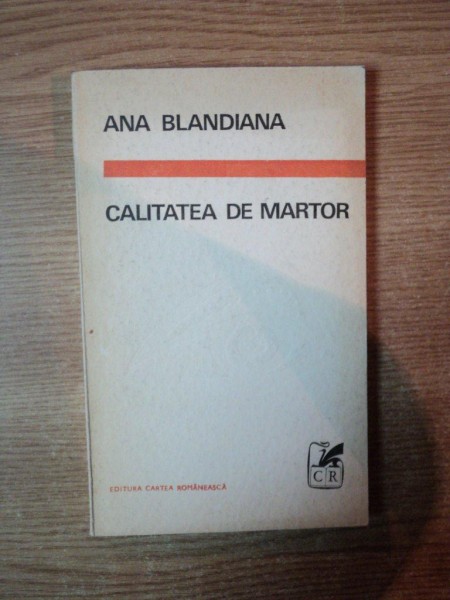 ANA BLANDIANA
CALITATEA DE MARTOR
CR
EDITURA CARTEA ROMÂNEASCĂ